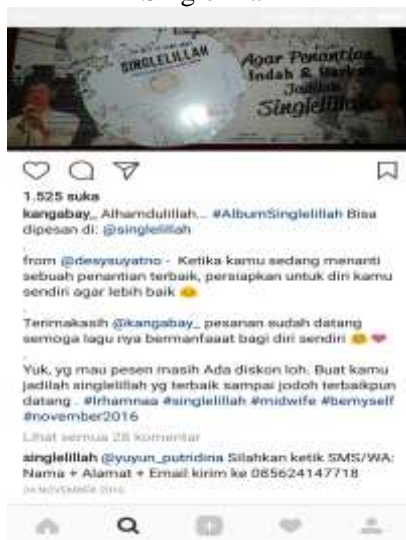 SINGLELILLAH
Agar Penantian
Indah & Berkah
Jadilah
Singlelillah
1.525 suka
kangabay_ Alhamdulillah... #AlbumSinglelillah Bisa
dipesan di: @singlelillah
.
from @desysuyatno - Ketika kamu sedang menanti
sebuah penantian terbaik, persiapkan untuk diri kamu
sendiri agar lebih baik
.
Terimakasih @kangabay_ pesanan sudah datang
semoga lagu nya bermanfaaat bagi diri sendiri
.
Yuk, yg mau pesen masih Ada diskon loh. Buat kamu
jadilah singlelillah yg terbaik sampai jodoh terbaikpun
datang . #Irhamnaa #singlelillah #midwife #bemyself
#november2016
Lihat semua 28 komentar
singlelillah @yuyun_putridina Silahkan ketik SMS/WA:
Nama + Alamat + Email kirim ke 085624147718
24 NOVEMBER 2016